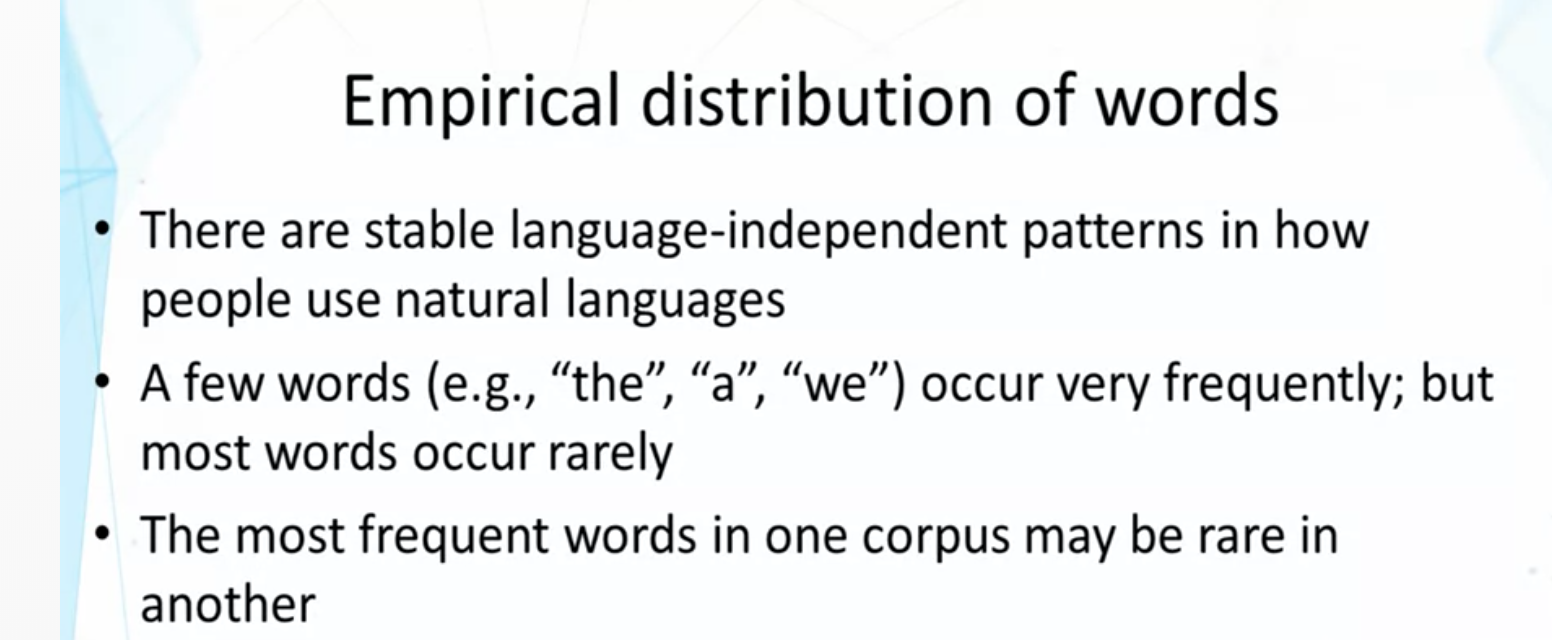 Empirical distribution of words
• There are stable language-independent patterns in how
people use natural languages
• A few words (e.g., “the”, “a”, “we”) occur very frequently; but
most words occur rarely
• The most frequent words in one corpus may be rare in
another